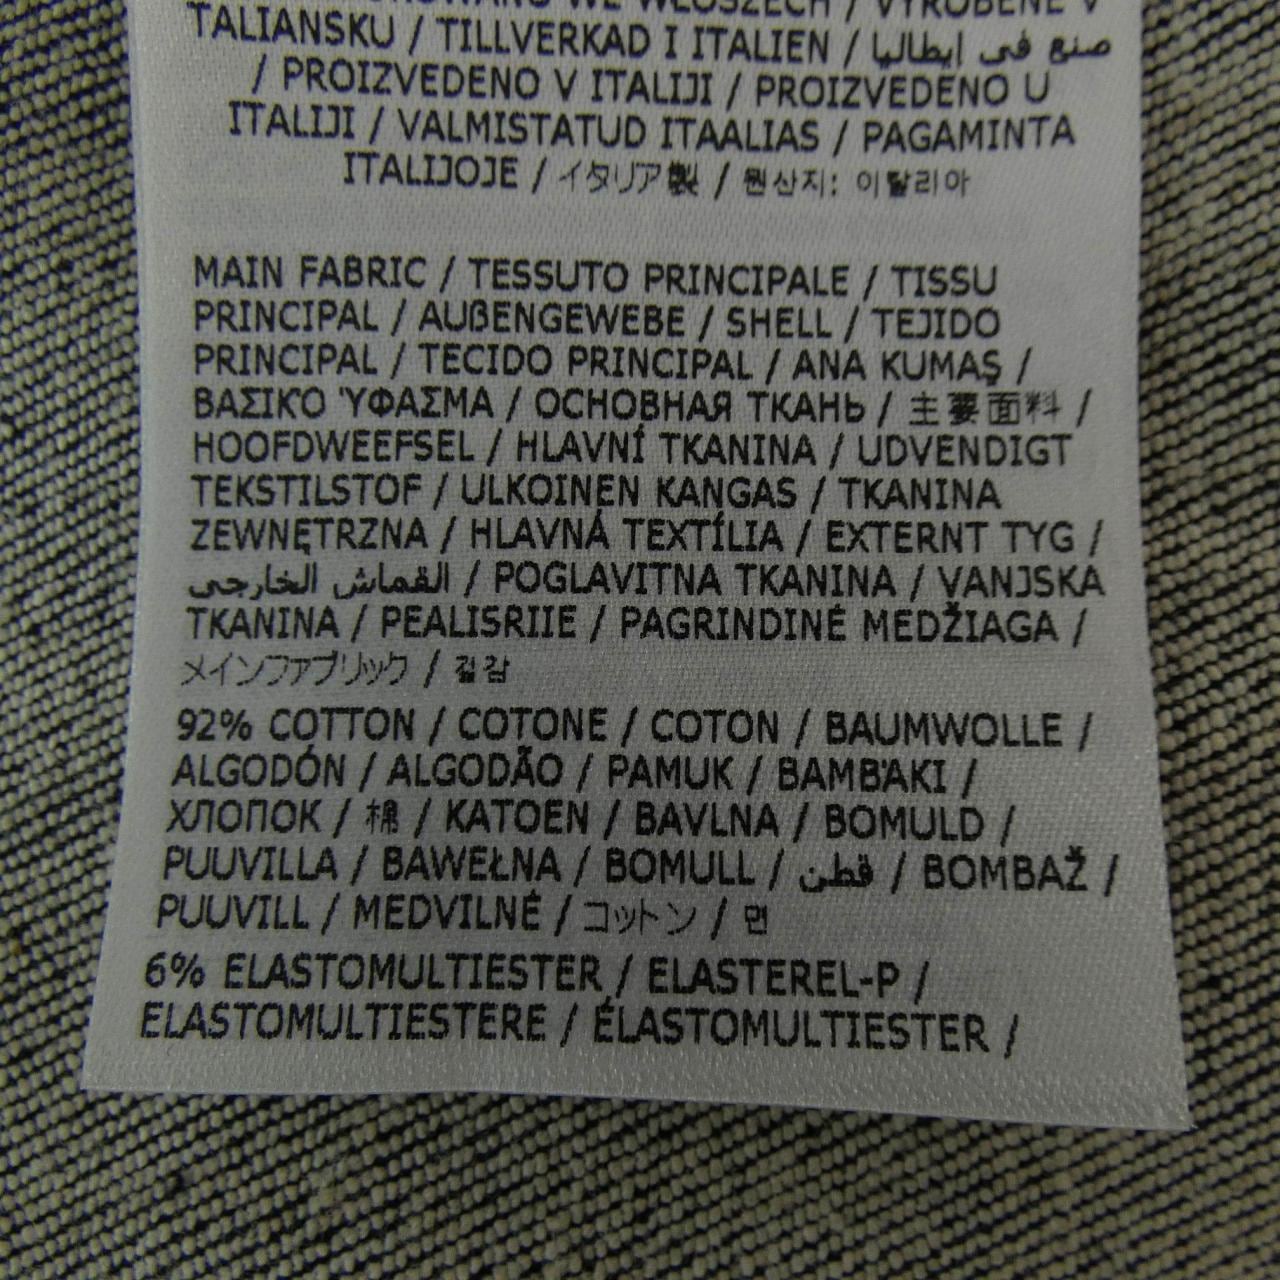 WE WŁOSZECH / VYROBENÉ V
TALIANSKU / TILLVERKAD I ITALIEN / صنع في إيطاليا
/ PROIZVEDENO V ITALIJI / PROIZVEDENO U
ITALIJI / VALMISTATUD ITAALIAS / PAGAMINTA
ITALIJOJE / イタリア製 / 원산지: 이탈리아
MAIN FABRIC / TESSUTO PRINCIPALE / TISSU
PRINCIPAL / AUßENGEWEBE / SHELL / TEJIDO
PRINCIPAL / TECIDO PRINCIPAL / ANA KUMAŞ /
ΒΑΣΙΚΌ ΎΦΑΣΜΑ / ОСНОВНАЯ ТКАНЬ / 主要面料 /
HOOFDWEEFSEL / HLAVNÍ TKANINA / UDVENDIGT
TEKSTILSTOF / ULKOINEN KANGAS / TKANINA
ZEWNĘTRZNA / HLAVNÁ TEXTÍLIA / EXTERNT TYG /
القماش الخارجي / POGLAVITNA TKANINA / VANJSKA
TKANINA / PEALISRIIE / PAGRINDINĖ MEDŽIAGA /
メインファブリック / 겉감
92% COTTON / COTONE / COTON / BAUMWOLLE /
ALGODÓN / ALGODÃO / PAMUK / ΒΑΜΒΆΚΙ /
ХЛОПОК / 棉 / KATOEN / BAVLNA / BOMULD /
PUUVILLA / BAWEŁNA / BOMULL / قطن / BOMBAŽ /
PUUVILL / MEDVILNĖ / コットン / 면
6% ELASTOMULTIESTER / ELASTEREL-P /
ELASTOMULTIESTERE / ÉLASTOMULTIESTER /